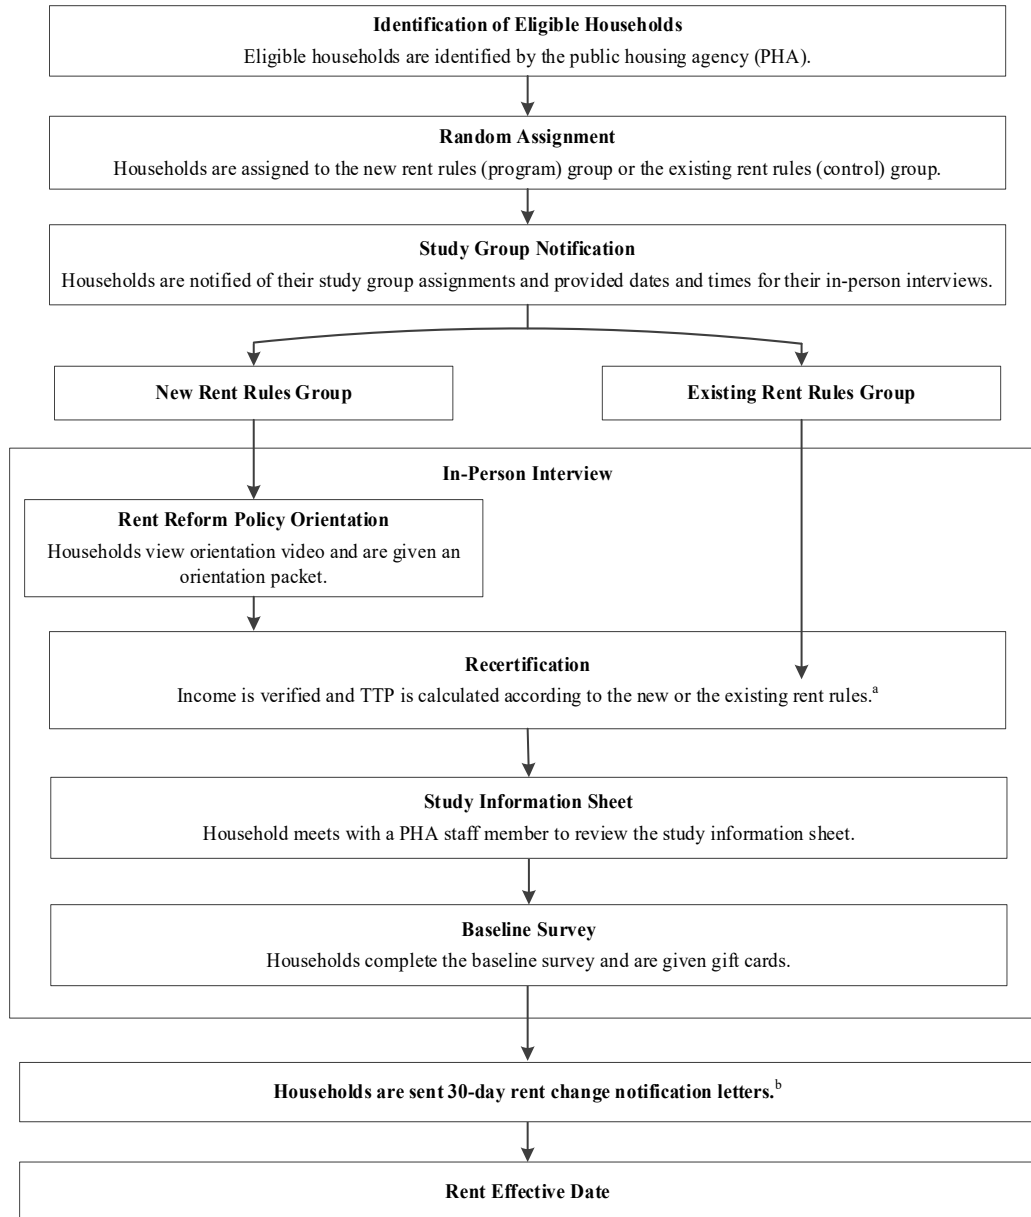 Identification of Eligible Households
Eligible households are identified by the public housing agency (PHA).
Random Assignment
Households are assigned to the new rent rules (program) group or the existing rent rules (control) group.
Study Group Notification
Households are notified of their study group assignments and provided dates and times for their in-person interviews.
New Rent Rules Group
Existing Rent Rules Group
In-Person Interview
Rent Reform Policy Orientation
Households view orientation video and are given an
orientation packet.
Recertification
Income is verified and TTP is calculated according to the new or the existing rent rules.a
Study Information Sheet
Household meets with a PHA staff member to review the study information sheet.
Baseline Survey
Households complete the baseline survey and are given gift cards.
Households are sent 30-day rent change notification letters.b
Rent Effective Date